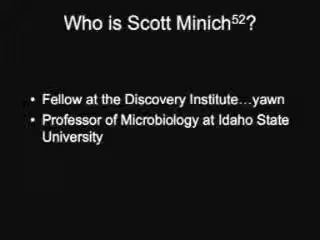 Who is Scott Minich52?
• Fellow at the Discovery Institute…yawn
• Professor of Microbiology at Idaho State
University